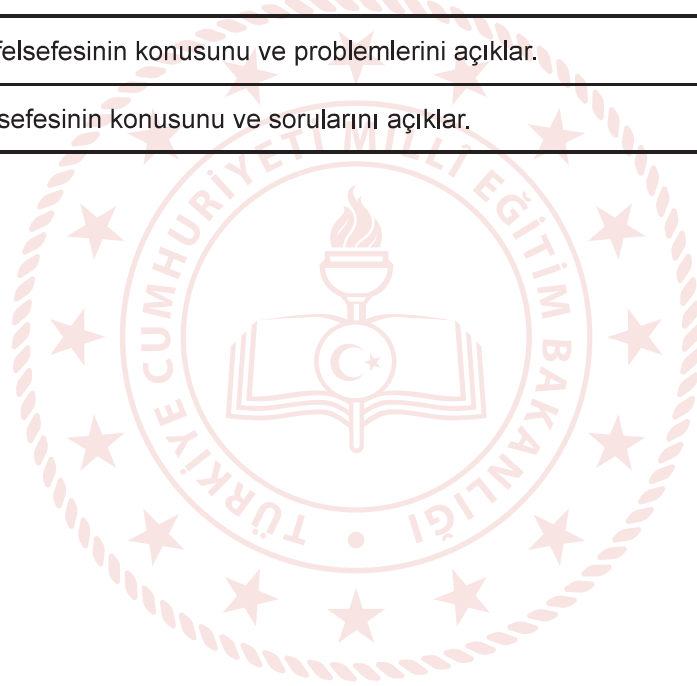 felsefesinin konusunu ve problemlerini açıklar.
sefesinin konusunu ve sorularını açıklar.
TÜRKİYE CUMHURİYETİ MİLLÎ EĞİTİM BAKANLIĞI